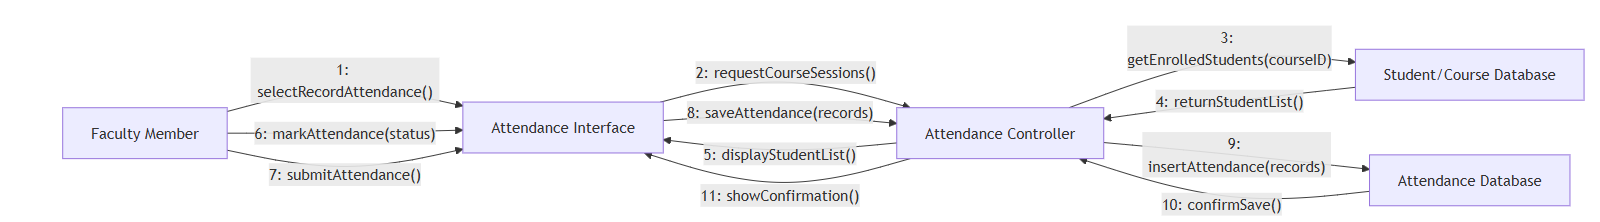 Faculty Member
1:
selectRecordAttendance()
6: markAttendance(status)
7: submitAttendance()
Attendance Interface
2: requestCourseSessions()
8: saveAttendance(records)
5: displayStudentList()
11: showConfirmation()
Attendance Controller
3:
getEnrolledStudents(courseID)
4: returnStudentList()
9:
insertAttendance(records)
10: confirmSave()
Student/Course Database
Attendance Database